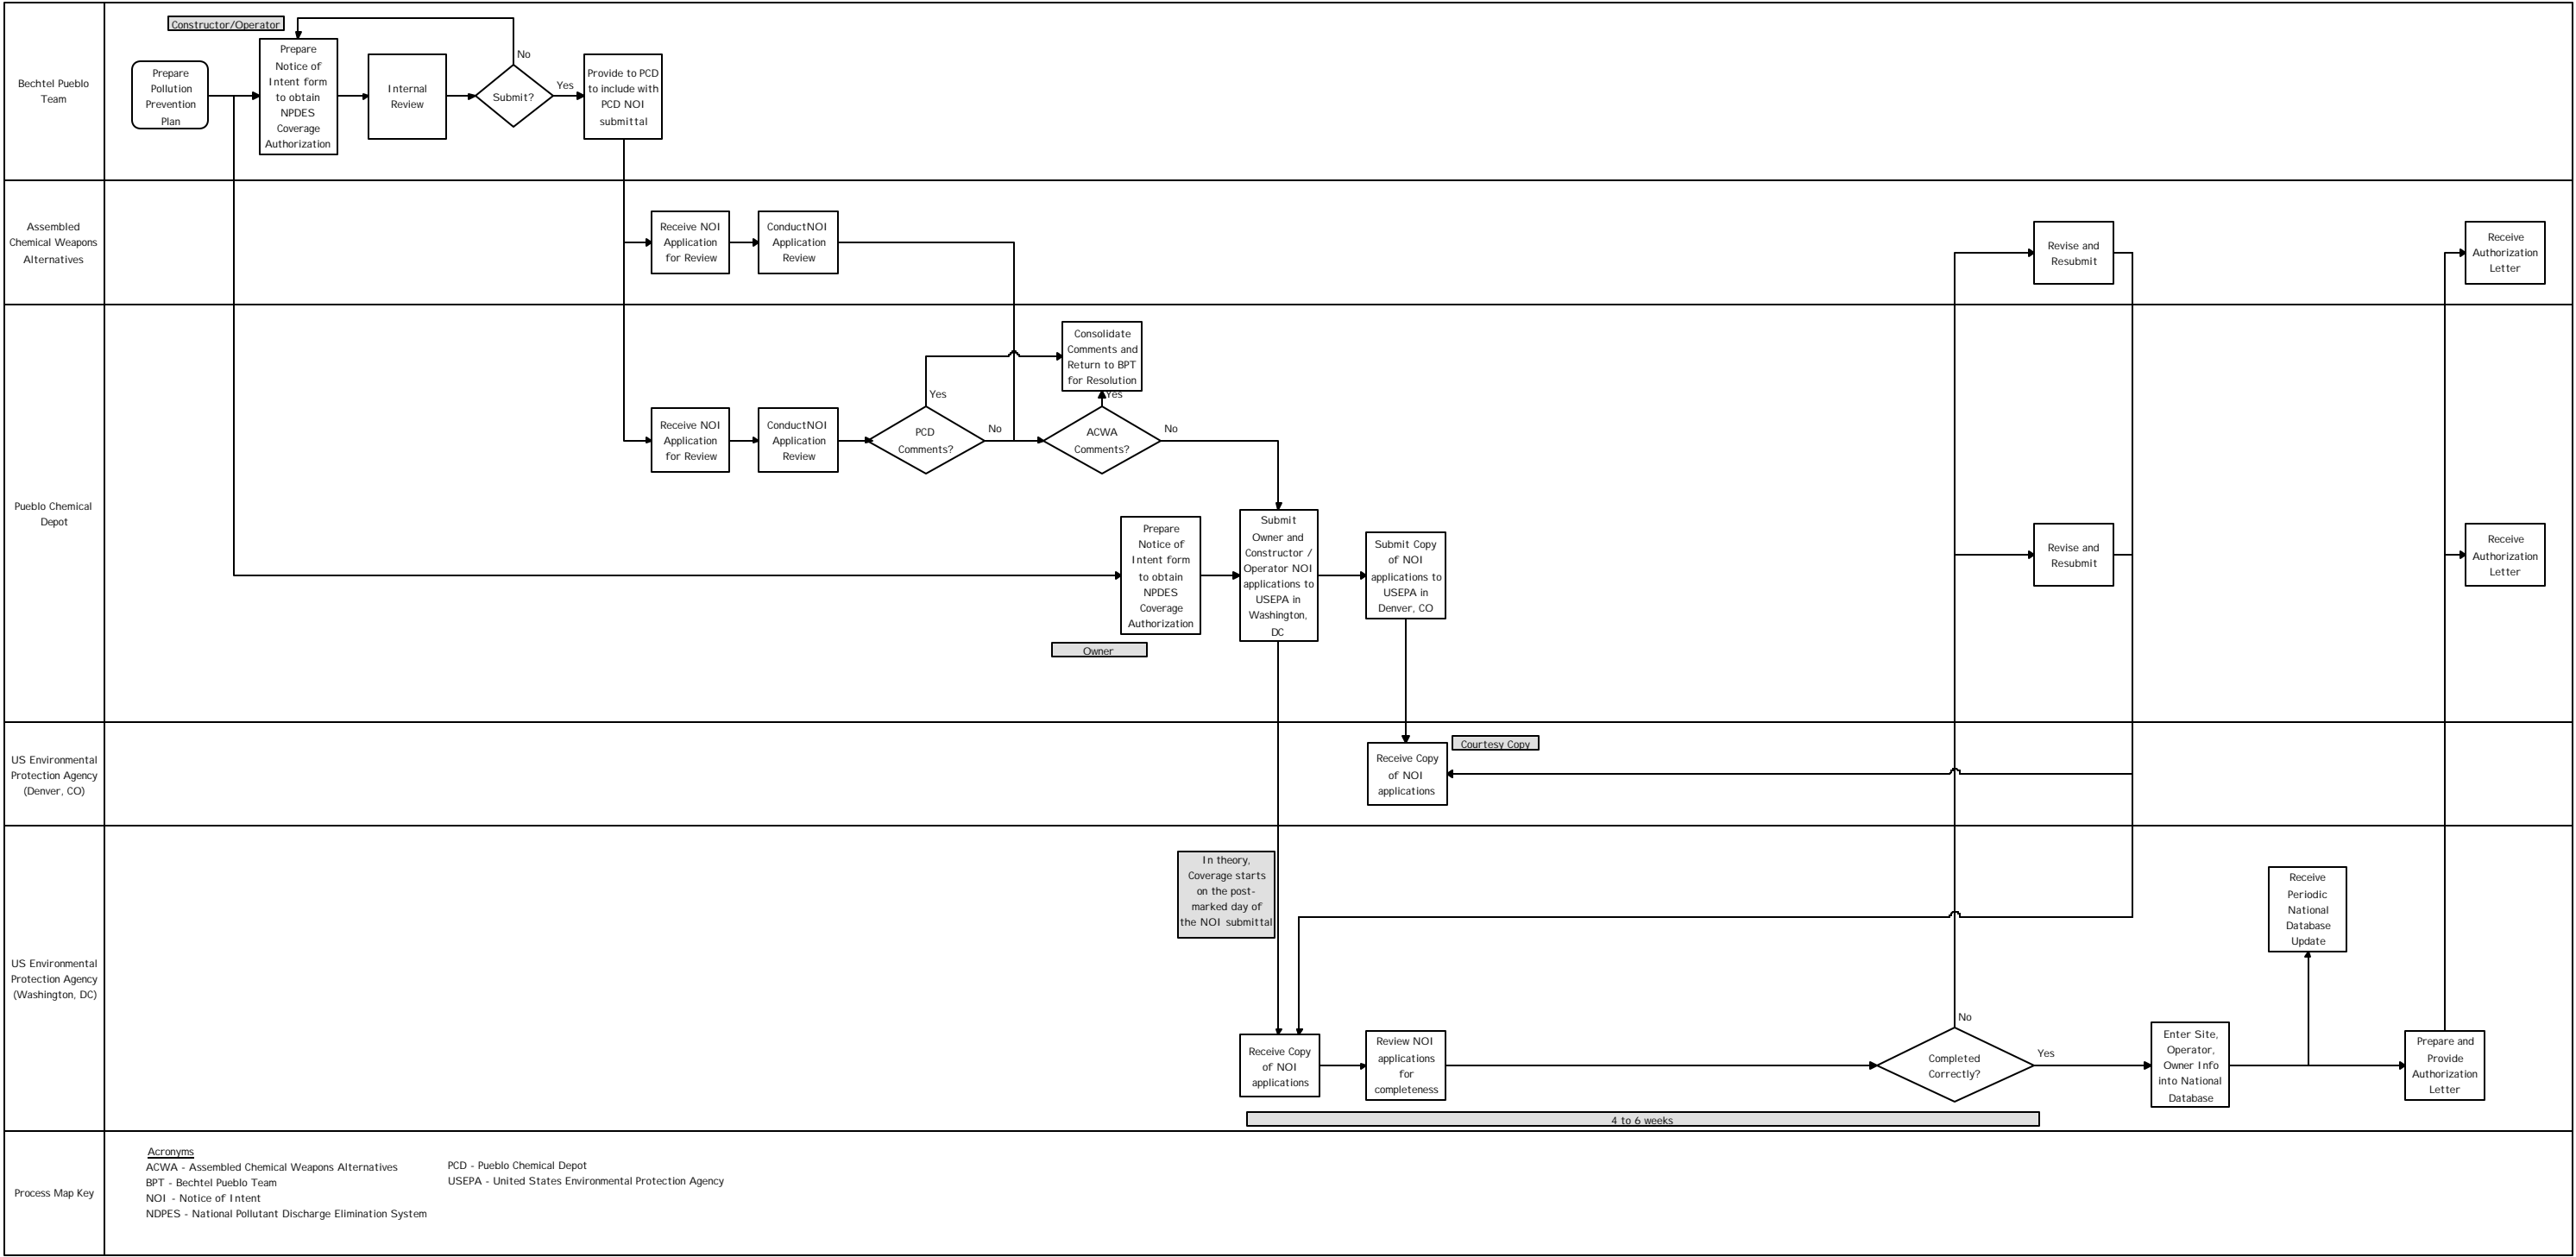 Bechtel Pueblo
Team
Constructor/Operator
Prepare
Pollution
Prevention
Plan
Prepare
Notice of
Intent form
to obtain
NPDES
Coverage
Authorization
Internal
Review
Submit?
No
Yes
Provide to PCD
to include with
PCD NOI
submittal
Assembled
Chemical Weapons
Alternatives
Receive NOI
Application
for Review
ConductNOI
Application
Review
Revise and
Resubmit
Receive
Authorization
Letter
Pueblo Chemical
Depot
Consolidate
Comments and
Return to BPT
for Resolution
Receive NOI
Application
for Review
ConductNOI
Application
Review
PCD
Comments?
Yes
No
ACWA
Comments?
Yes
No
Prepare
Notice of
Intent form
to obtain
NPDES
Coverage
Authorization
Owner
Submit
Owner and
Constructor /
Operator NOI
applications to
USEPA in
Washington,
DC
Submit Copy
of NOI
applications to
USEPA in
Denver, CO
Revise and
Resubmit
Receive
Authorization
Letter
US Environmental
Protection Agency
(Denver, CO)
Receive Copy
of NOI
applications
Courtesy Copy
US Environmental
Protection Agency
(Washington, DC)
In theory,
Coverage starts
on the post-
marked day of
the NOI submittal
Receive Copy
of NOI
applications
Review NOI
applications
for
completeness
Completed
Correctly?
No
Yes
Enter Site,
Operator,
Owner Info
into National
Database
Receive
Periodic
National
Database
Update
Prepare and
Provide
Authorization
Letter
4 to 6 weeks
Process Map Key
Acronyms
ACWA - Assembled Chemical Weapons Alternatives
BPT - Bechtel Pueblo Team
NOI - Notice of Intent
NDPES - National Pollutant Discharge Elimination System
PCD - Pueblo Chemical Depot
USEPA - United States Environmental Protection Agency